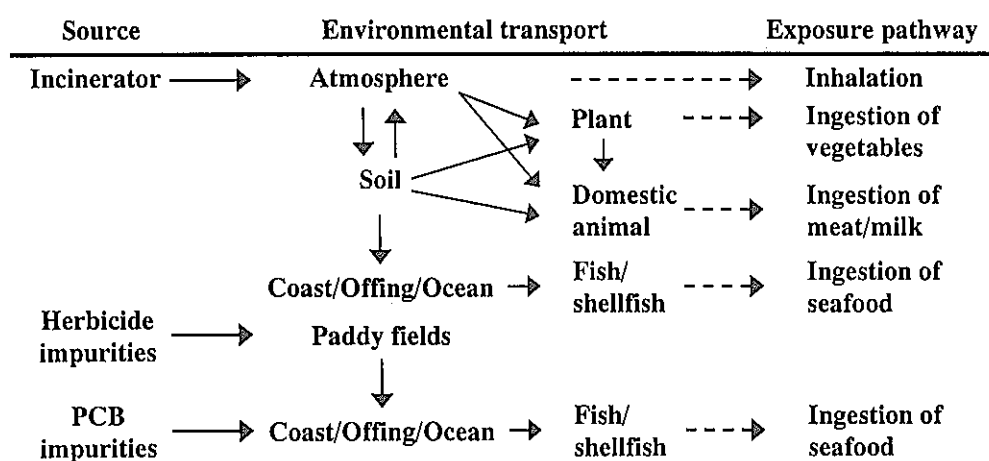 Source Environmental transport Exposure pathway
Incinerator Atmosphere Inhalation
Plant Ingestion of
vegetables
Soil
Domestic Ingestion of
animal meat/milk
Coast/Offing/Ocean Fish/ Ingestion of
shellfish seafood
Herbicide
impurities Paddy fields
PCB
impurities Coast/Offing/Ocean Fish/ Ingestion of
shellfish seafood